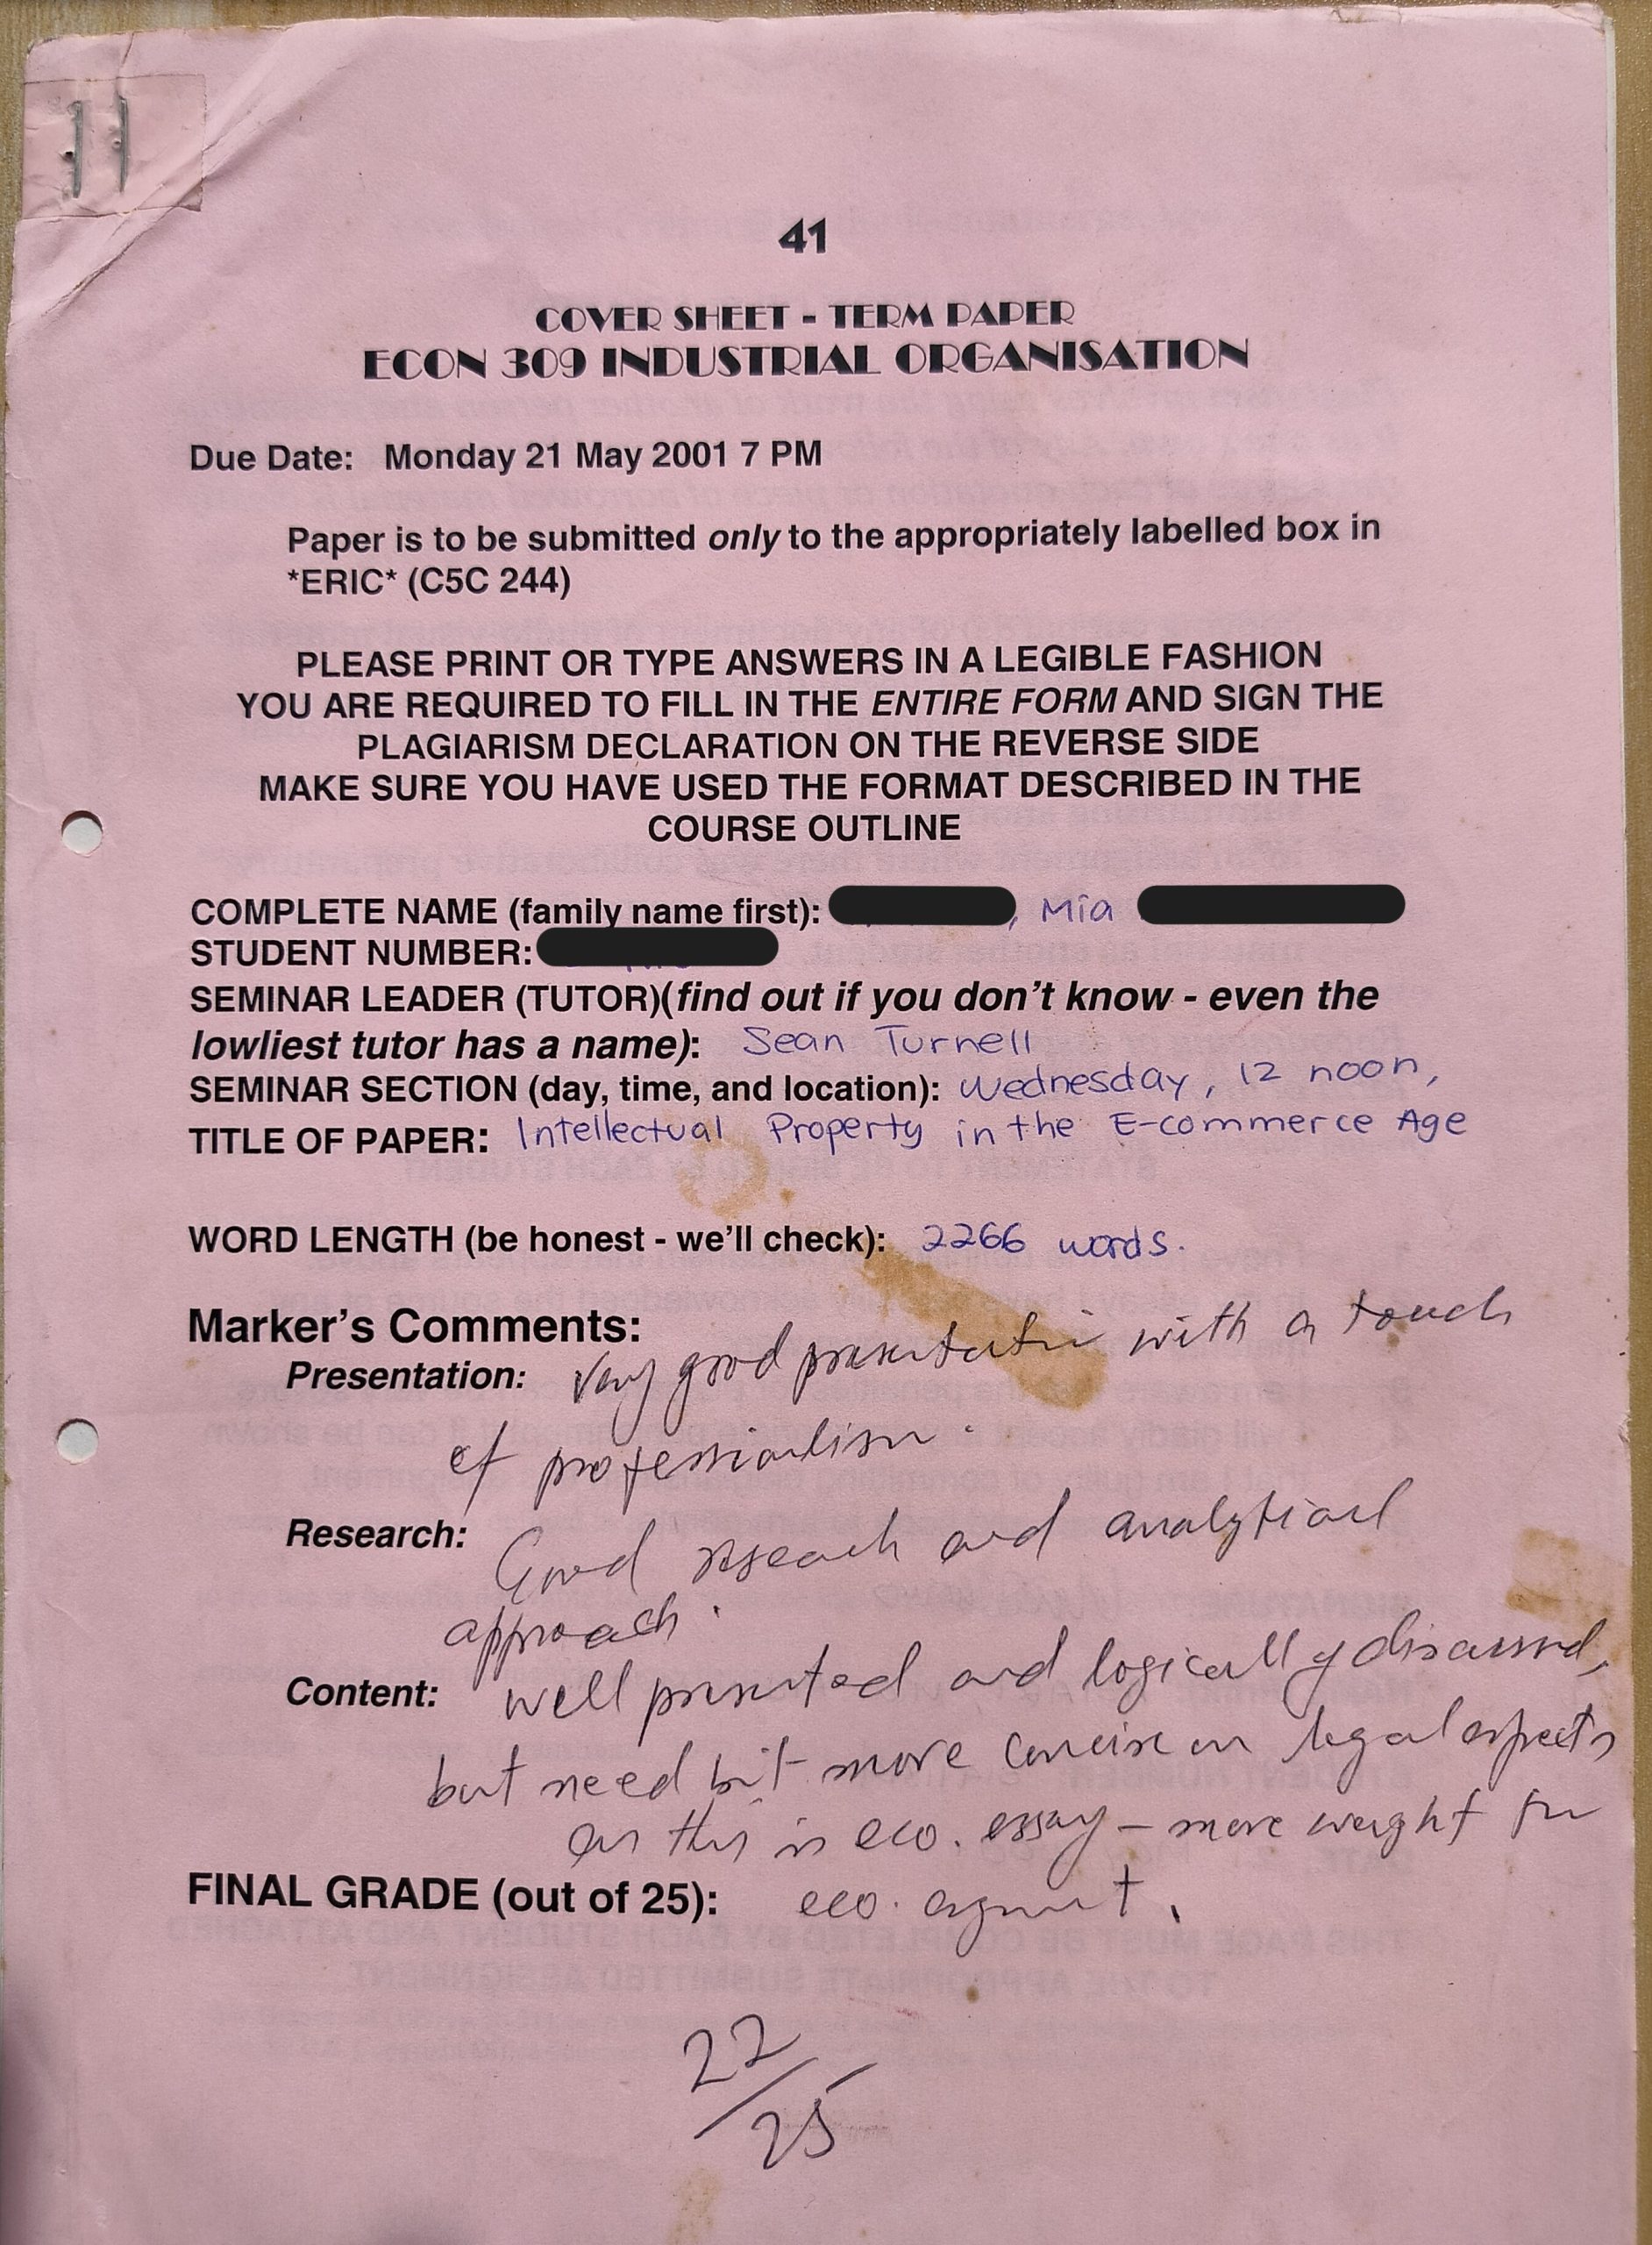 41
COVER SHEET - TERM PAPER
ECON 309 INDUSTRIAL ORGANISATION
Due Date: Monday 21 May 2001 7 PM
Paper is to be submitted only to the appropriately labelled box in
*ERIC* (C5C 244)
PLEASE PRINT OR TYPE ANSWERS IN A LEGIBLE FASHION
YOU ARE REQUIRED TO FILL IN THE ENTIRE FORM AND SIGN THE
PLAGIARISM DECLARATION ON THE REVERSE SIDE
MAKE SURE YOU HAVE USED THE FORMAT DESCRIBED IN THE
COURSE OUTLINE
COMPLETE NAME (family name first): , Mia
STUDENT NUMBER:
SEMINAR LEADER (TUTOR)(find out if you don't know - even the
lowliest tutor has a name): Sean Turnell
SEMINAR SECTION (day, time, and location): Wednesday, 12 noon,
TITLE OF PAPER: Intellectual Property in the E-commerce Age
WORD LENGTH (be honest - we'll check): 2266 words.
Marker's Comments:
Presentation: Very good presentation with a touch
of professionalism.
Research: Good reseach and analytical
approach.
Content: well presented and logically discussed,
but need bit more concise on legal aspects
as this is eco. essay - more weight for
FINAL GRADE (out of 25): eco. argument.
22/25